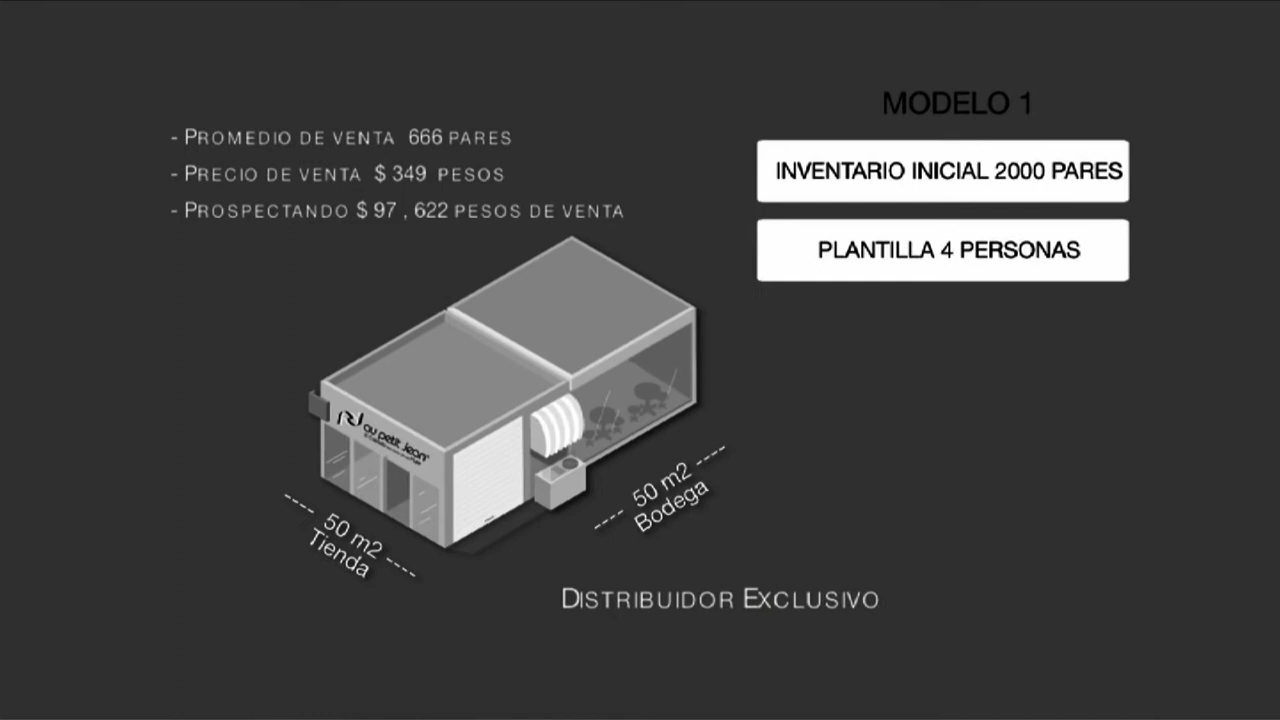 MODELO 1
- PROMEDIO DE VENTA 666 PARES
- PRECIO DE VENTA $ 349 PESOS
- PROSPECTANDO $ 97 , 622 PESOS DE VENTA
INVENTARIO INICIAL 2000 PARES
PLANTILLA 4 PERSONAS
au petit Jean
50 m2
Tienda
50 m2
Bodega
DISTRIBUIDOR EXCLUSIVO